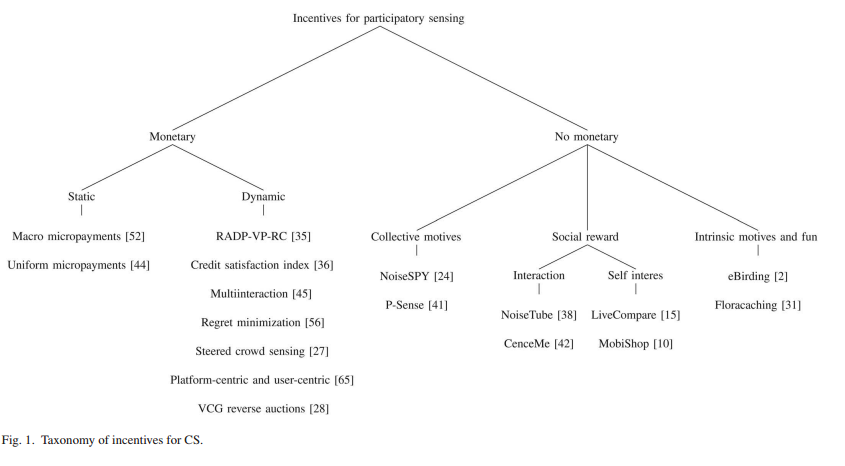 Incentives for participatory sensing
Monetary
No monetary
Static
Dynamic
Macro micropayments [52]
Uniform micropayments [44]
RADP-VP-RC [35]
Credit satisfaction index [36]
Multiinteraction [45]
Regret minimization [56]
Steered crowd sensing [27]
Platform-centric and user-centric [65]
VCG reverse auctions [28]
Collective motives
NoiseSPY [24]
P-Sense [41]
Social reward
Interaction
NoiseTube [38]
CenceMe [42]
Self interes
LiveCompare [15]
MobiShop [10]
Intrinsic motives and fun
eBirding [2]
Floracaching [31]
Fig. 1. Taxonomy of incentives for CS.